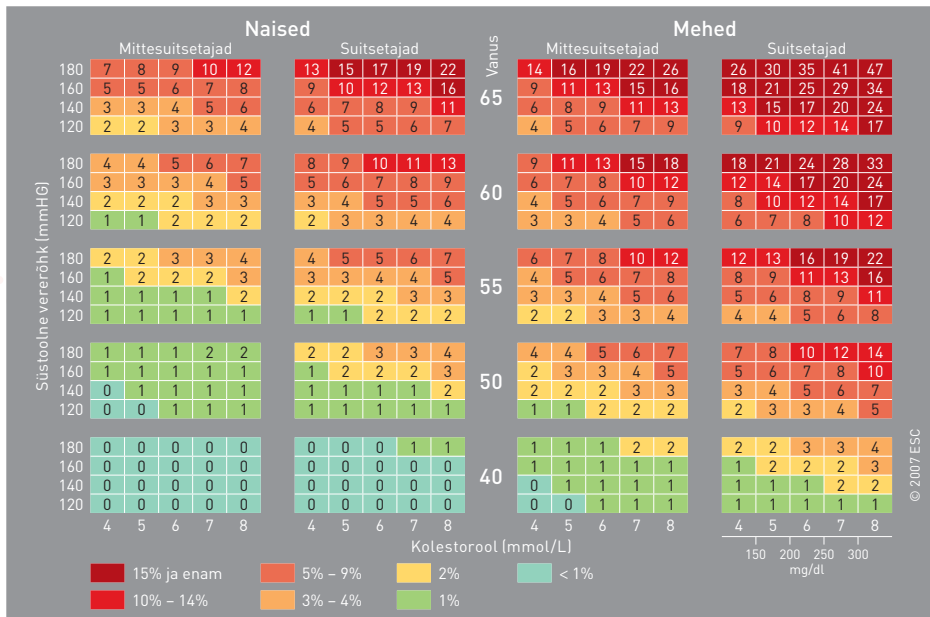 Naised Mehed
Mittesuitsetajad Suitsetajad Vanus Mittesuitsetajad Suitsetajad
Süstoolne vererõhk (mmHG)
180 7 8 9 10 12 13 15 17 19 22 14 16 19 22 26 26 30 35 41 47
160 5 5 6 7 8 9 10 12 13 16 65 9 11 13 15 16 18 21 25 29 34
140 3 3 4 5 6 6 7 8 9 11 6 8 9 11 13 13 15 17 20 24
120 2 2 3 3 4 4 5 5 6 7 4 5 6 7 9 9 10 12 14 17
180 4 4 5 6 7 8 9 10 11 13 9 11 13 15 18 18 21 24 28 33
160 3 3 3 4 5 5 6 7 8 9 60 6 7 8 10 12 12 14 17 20 24
140 2 2 2 3 3 3 4 5 5 6 4 5 6 7 9 8 10 12 14 17
120 1 1 2 2 2 2 3 3 4 4 3 3 4 5 6 6 7 8 10 12
180 2 2 3 3 4 4 5 5 6 7 6 7 8 10 12 12 13 16 19 22
160 1 2 2 2 3 3 3 4 4 5 55 4 5 6 7 8 8 9 11 13 16
140 1 1 1 1 2 2 2 2 3 3 3 3 4 5 6 5 6 8 9 11
120 1 1 1 1 1 1 1 2 2 2 2 2 3 3 4 4 4 5 6 8
180 1 1 1 2 2 2 2 3 3 4 4 4 5 6 7 7 8 10 12 14
160 1 1 1 1 1 1 2 2 2 3 50 2 3 3 4 5 5 6 7 8 10
140 0 1 1 1 1 1 1 1 1 2 2 2 2 3 3 3 4 5 6 7
120 0 0 1 1 1 1 1 1 1 1 1 1 2 2 2 2 3 3 4 5
180 0 0 0 0 0 0 0 0 1 1 1 1 1 2 2 2 2 3 3 4
160 0 0 0 0 0 0 0 0 0 0 40 1 1 1 1 1 1 2 2 2 3
140 0 0 0 0 0 0 0 0 0 0 0 1 1 1 1 1 1 1 2 2
120 0 0 0 0 0 0 0 0 0 0 0 0 1 1 1 1 1 1 1 1
4 5 6 7 8 4 5 6 7 8 4 5 6 7 8 4 5 6 7 8
Kolestorool (mmol/L)
150 200 250 300
mg/dl
© 2007 ESC
15% ja enam 5% – 9% 2% < 1%
10% – 14% 3% – 4% 1%